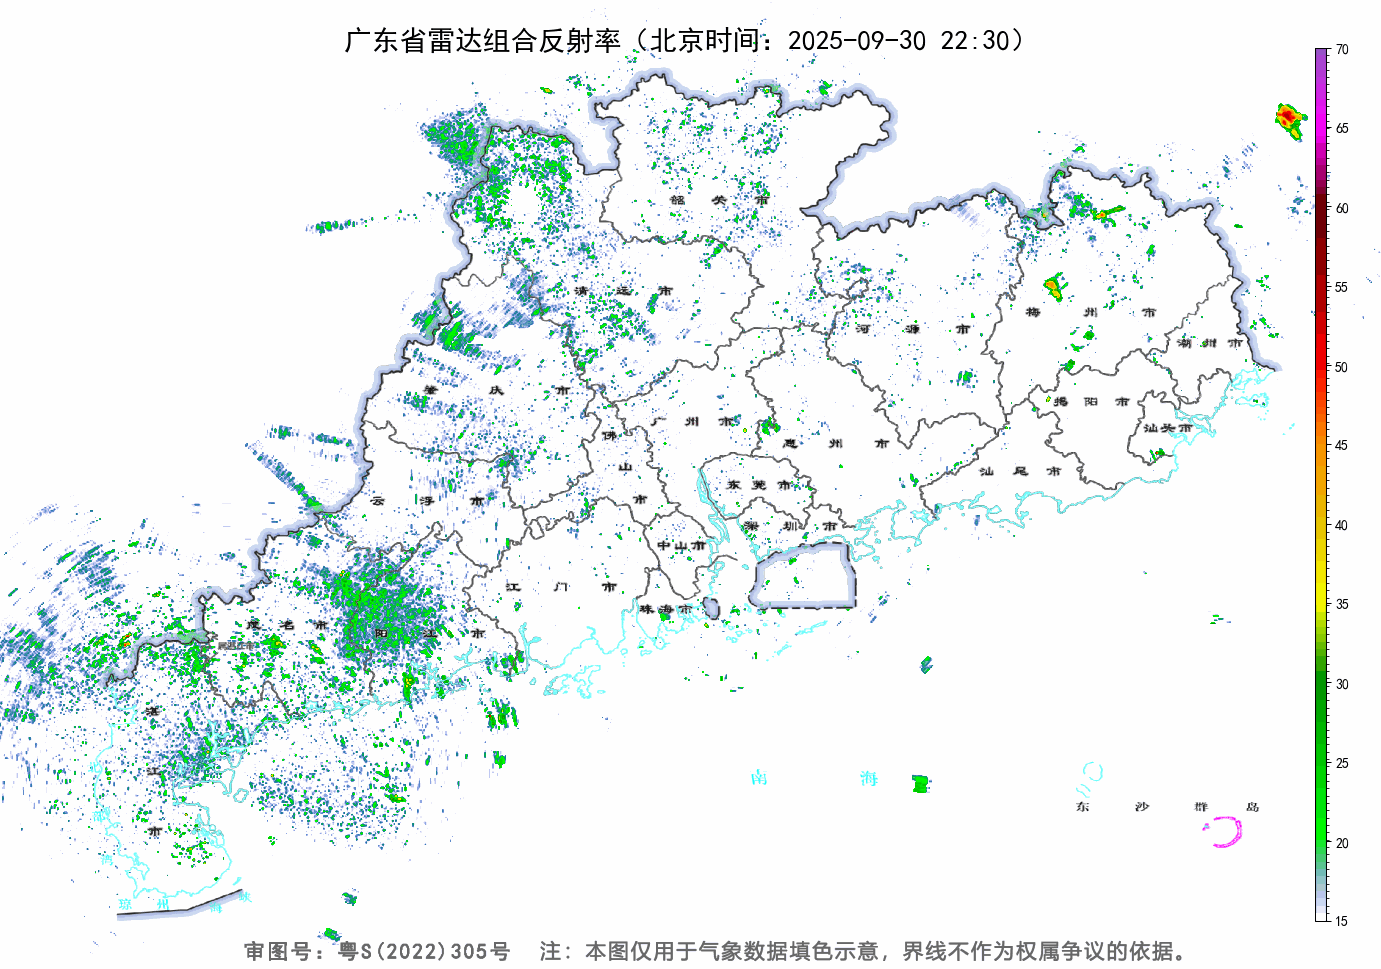 广东省雷达组合反射率（北京时间：2025-09-30 22:30）
70
65
60
55
50
45
40
35
30
25
20
15
韶关市
清远市
河源市
梅州市
潮州市
肇庆市
广州市
佛山市
惠州市
揭阳市
汕头市
汕尾市
云浮市
东莞市
深圳市
中山市
江门市
珠海市
茂名市
阳江市
湛江市
南海
东沙群岛
琼州海峡
审图号：粤S(2022)305号 注：本图仅用于气象数据填色示意，界线不作为权属争议的依据。